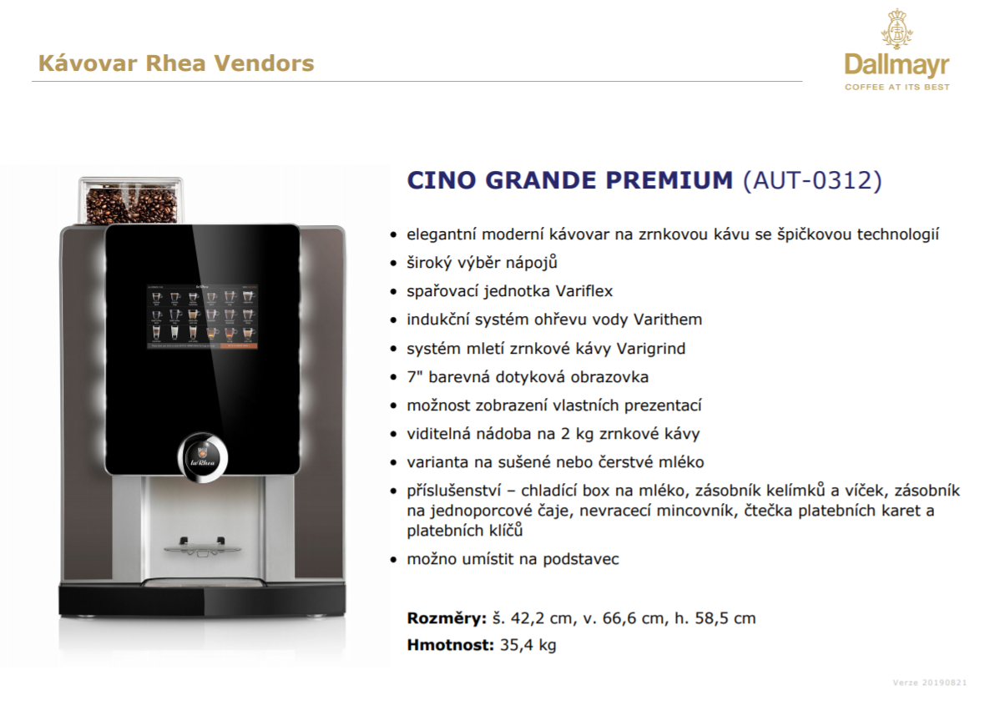 Kávovar Rhea Vendors
Dallmayr
COFFEE AT ITS BEST
CINO GRANDE PREMIUM (AUT-0312)
• elegantní moderní kávovar na zrnkovou kávu se špičkovou technologií
• široký výběr nápojů
• spařovací jednotka Variflex
• indukční systém ohřevu vody Varithem
• systém mletí zrnkové kávy Varigrind
• 7" barevná dotyková obrazovka
• možnost zobrazení vlastních prezentací
• viditelná nádoba na 2 kg zrnkové kávy
• varianta na sušené nebo čerstvé mléko
• příslušenství – chladící box na mléko, zásobník kelímků a víček, zásobník
na jednoporcové čaje, nevracecí mincovník, čtečka platebních karet a
platebních klíčů
• možno umístit na podstavec
la'Rhea
Rozměry: š. 42,2 cm, v. 66,6 cm, h. 58,5 cm
Hmotnost: 35,4 kg
Verze 20190821